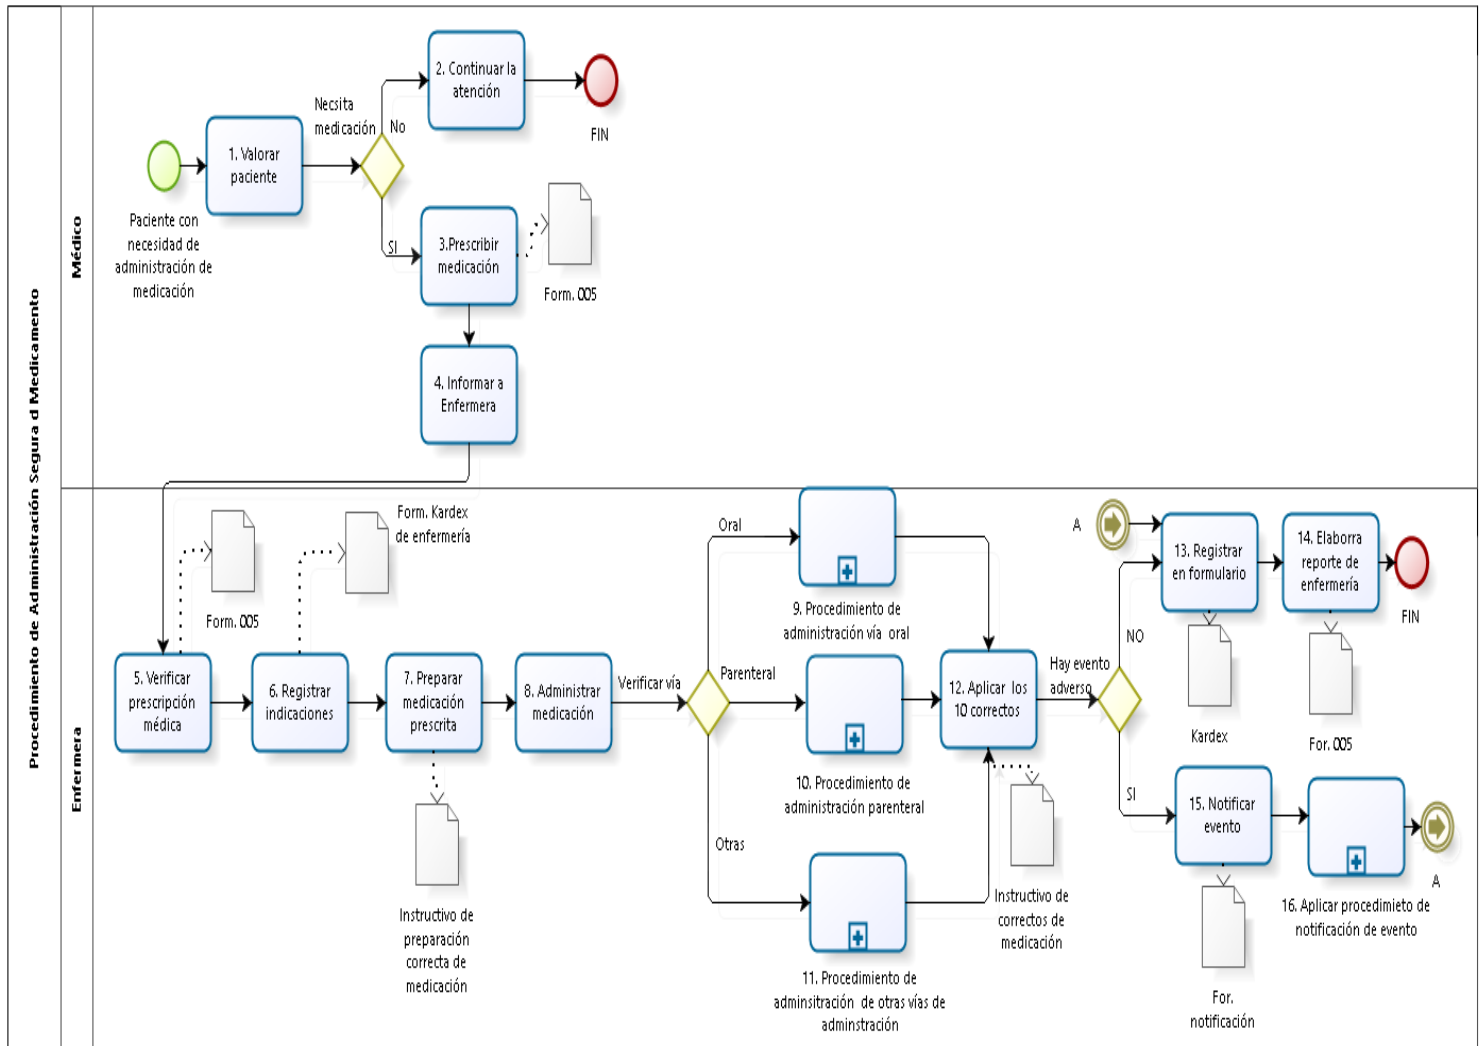 Procedimiento de Administración Segura d Medicamento
Médico
Paciente con
necesidad de
administración de
medicación
1. Valorar
paciente
Necsita
medicación
No
2. Continuar la
atención
FIN
SI
3.Prescribir
medicación
Form. 005
4. Informar a
Enfermera
Enfermera
5. Verificar
prescripción
médica
Form. 005
6. Registrar
indicaciones
Form. Kardex
de enfermería
7. Preparar
medicación
prescrita
Instructivo de
preparación
correcta de
medicación
8. Administrar
medicación
Verificar vía
Oral
9. Procedimiento de
administración vía oral
Parenteral
10. Procedimiento de
administración parenteral
Otras
11. Procedimiento de
adminsitración de otras vías de
adminstración
12. Aplicar los
10 correctos
Instructivo de
correctos de
medicación
Hay evento
adverso
NO
A
13. Registrar
en formulario
Kardex
14. Elaborra
reporte de
enfermería
For. 005
FIN
SI
15. Notificar
evento
For.
notificación
16. Aplicar procedimieto de
notificación de evento
A